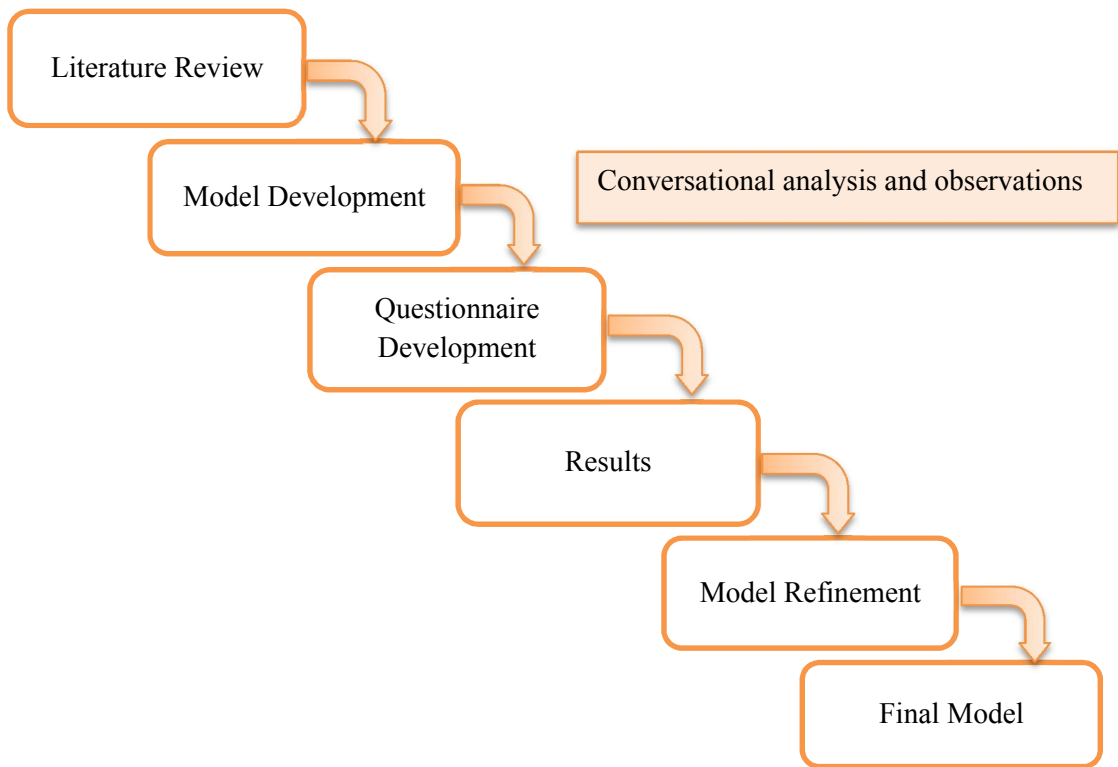 Literature Review
Model Development
Conversational analysis and observations
Questionnaire
Development
Results
Model Refinement
Final Model